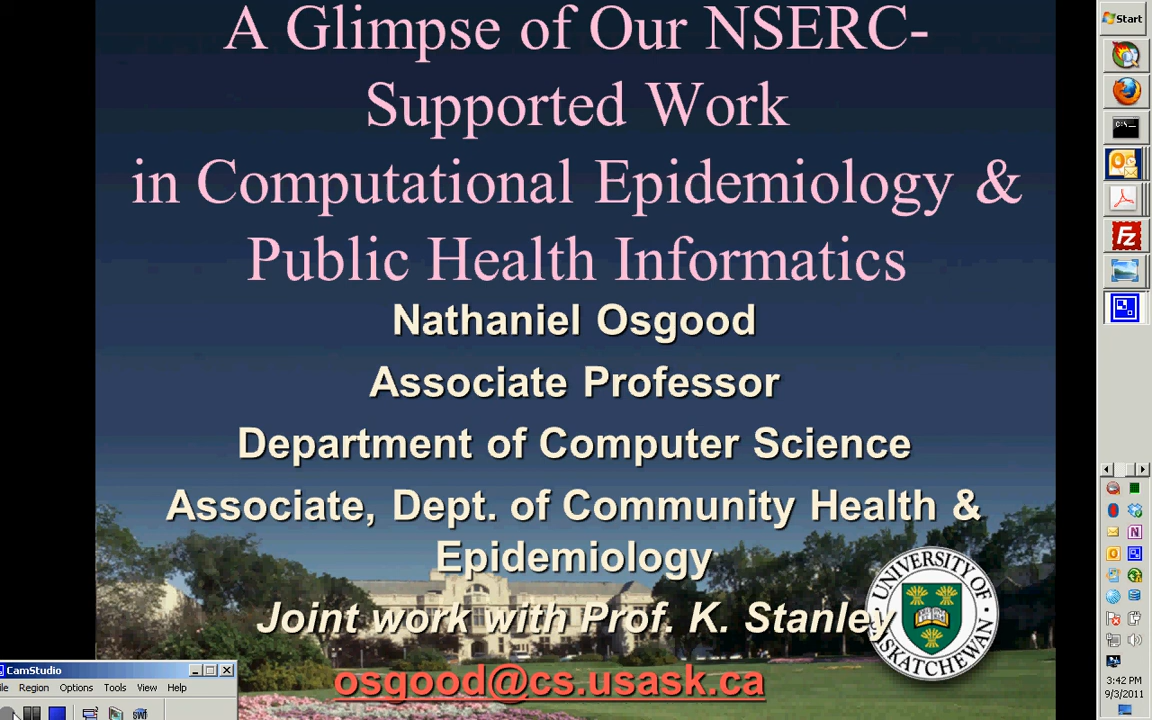 A Glimpse of Our NSERC-
Supported Work
in Computational Epidemiology &
Public Health Informatics
Nathaniel Osgood
Associate Professor
Department of Computer Science
Associate, Dept. of Community Health &
Epidemiology
Joint work with Prof. K. Stanley
osgood@cs.usask.ca
UNIVERSITY OF
SASKATCHEWAN
CamStudio
ile Region Options Tools View Help
Start
C:\
Fz
3:42 PM
9/3/2011